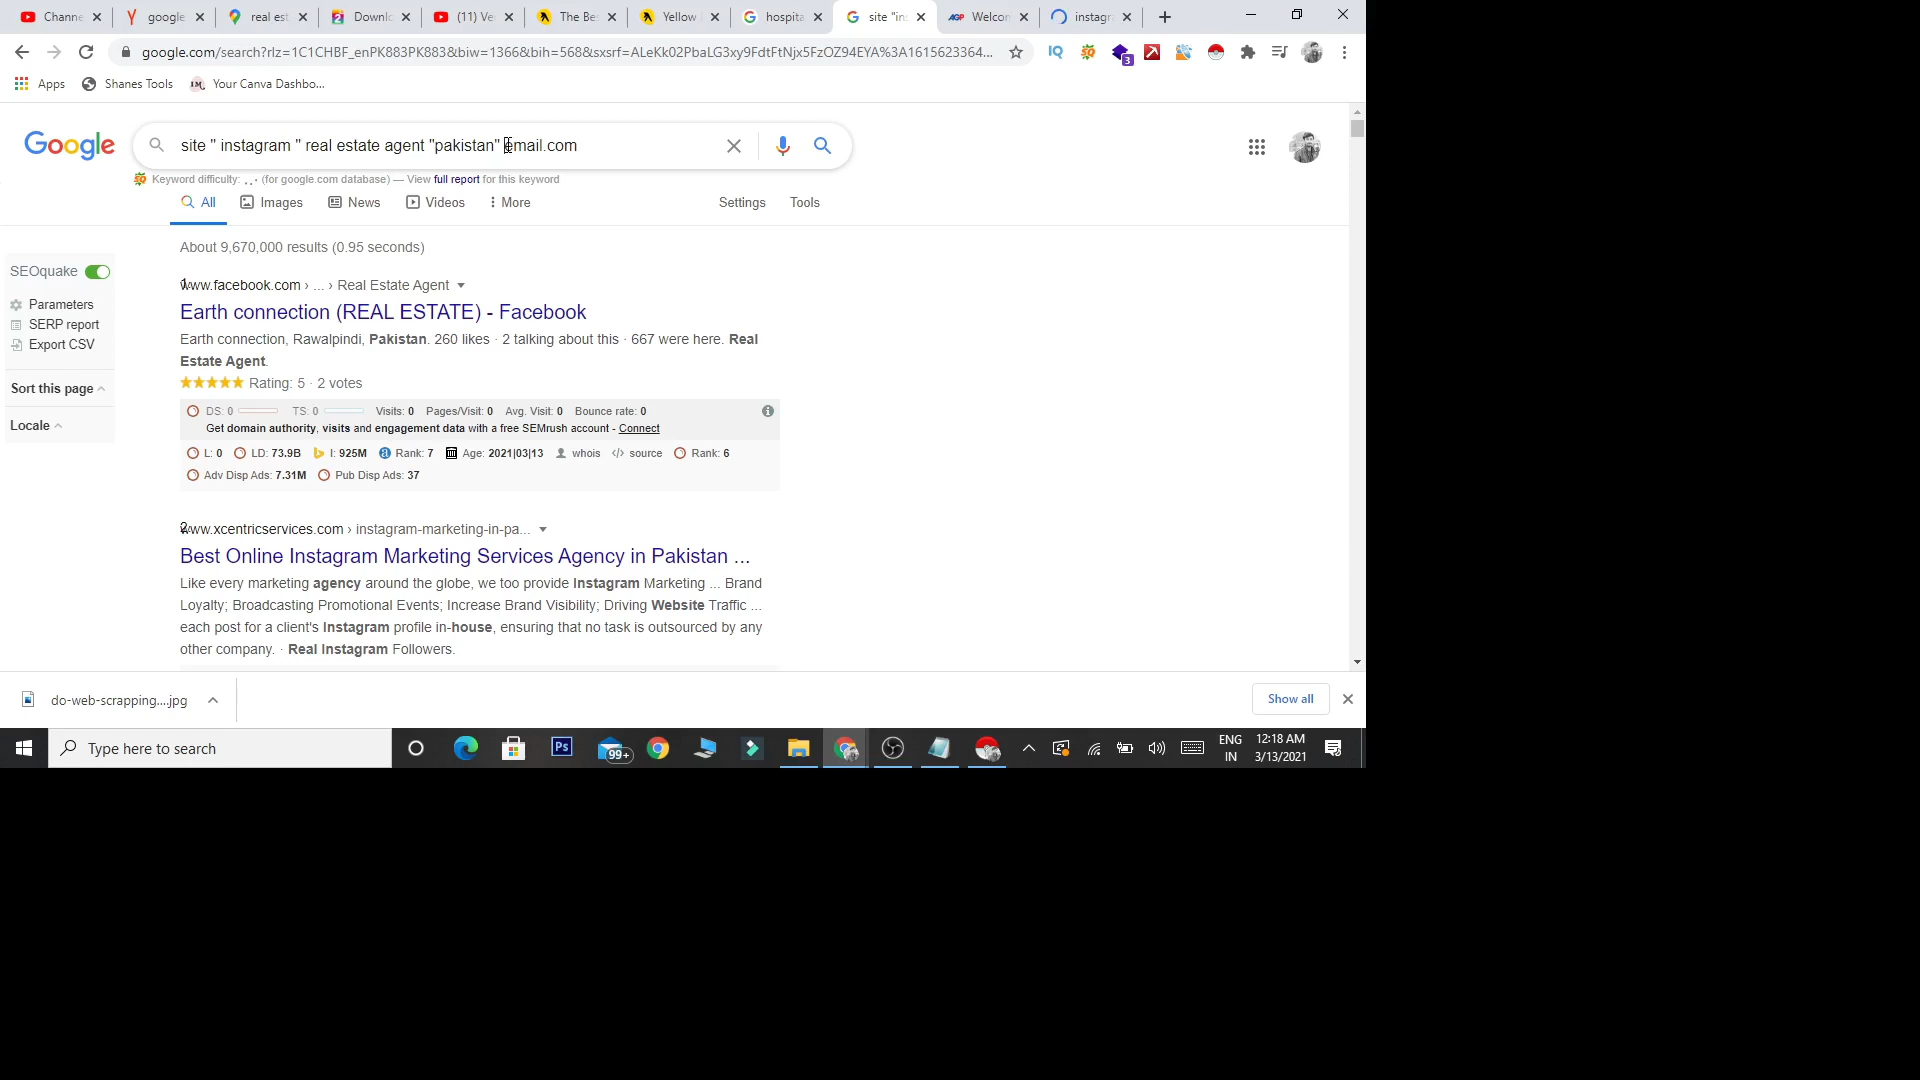 Channe
google
real est
Downlo
(11) Ve
The Be
Yellow
hospita
site "in
AGP Welcon
instagr
google.com/search?rlz=1C1CHBF_enPK883PK883&biw=1366&bih=568&sxsrf=ALeKk02PbaLG3xy9FdtFtNjx5FzOZ94EYA%3A1615623364...
IQ
3
Apps
Shanes Tools
Your Canva Dashbo...
Google
site " instagram " real estate agent "pakistan" email.com
Keyword difficulty: ... (for google.com database) — View full report for this keyword
All
Images
News
Videos
More
Settings
Tools
About 9,670,000 results (0.95 seconds)
SEOquake
Parameters
SERP report
Export CSV
Sort this page
Locale
1
www.facebook.com › ... › Real Estate Agent
Earth connection (REAL ESTATE) - Facebook
Earth connection, Rawalpindi, Pakistan. 260 likes · 2 talking about this · 667 were here. Real
Estate Agent.
Rating: 5 · 2 votes
DS: 0 TS: 0 Visits: 0 Pages/Visit: 0 Avg. Visit: 0 Bounce rate: 0
Get domain authority, visits and engagement data with a free SEMrush account - Connect
L: 0 LD: 73.9B I: 925M Rank: 7 Age: 2021|03|13 whois source Rank: 6
Adv Disp Ads: 7.31M Pub Disp Ads: 37
2
www.xcentricservices.com › instagram-marketing-in-pa...
Best Online Instagram Marketing Services Agency in Pakistan ...
Like every marketing agency around the globe, we too provide Instagram Marketing ... Brand
Loyalty; Broadcasting Promotional Events; Increase Brand Visibility; Driving Website Traffic ...
each post for a client's Instagram profile in-house, ensuring that no task is outsourced by any
other company. · Real Instagram Followers.
do-web-scrapping....jpg
Show all
Type here to search
Ps
99+
ENG
IN
12:18 AM
3/13/2021